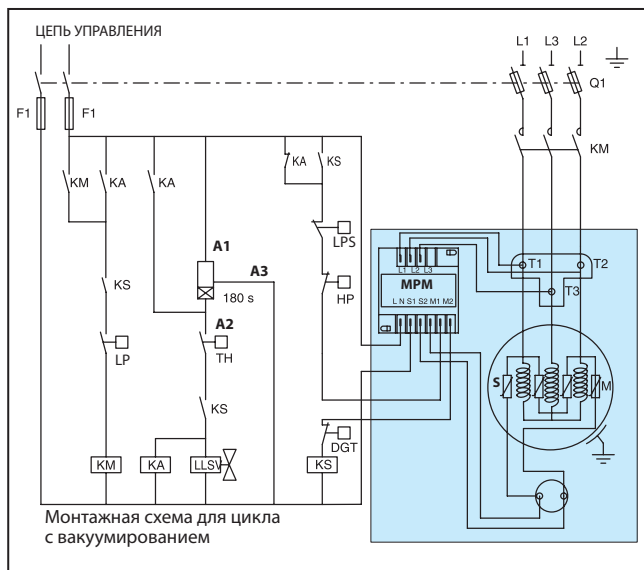 ЦЕПЬ УПРАВЛЕНИЯ
L1 L3 L2
F1 F1 Q1
KM
KA KS
KM KA KA
LPS
A1
A3
L1 L2 L3
T1 T2
MPM
T3
180 s
HP
KS
L N S1 S2 M1 M2
A2
TH
LP
S M
KS
DGT
KM KA LLSV KS
Монтажная схема для цикла
с вакуумированием